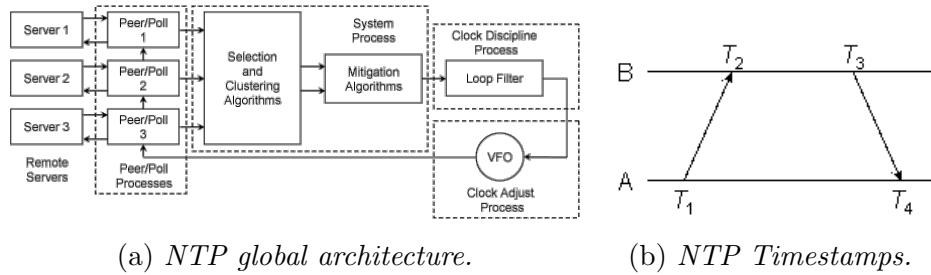 Server 1
Server 2
Server 3
Remote
Servers
Peer/Poll
1
Peer/Poll
2
Peer/Poll
3
Peer/Poll
Processes
Selection
and
Clustering
Algorithms
System
Process
Mitigation
Algorithms
Clock Discipline
Process
Loop Filter
VFO
Clock Adjust
Process
(a) NTP global architecture.
T2 T3
B
A
T1 T4
(b) NTP Timestamps.